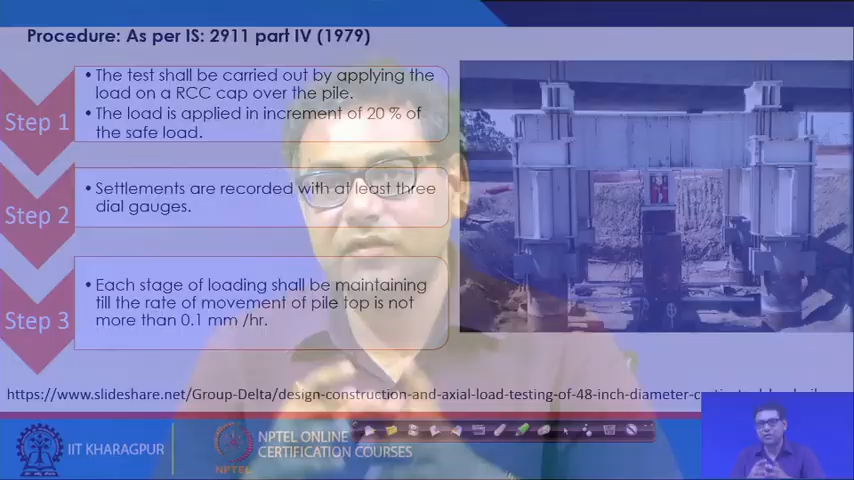 Procedure: As per IS: 2911 part IV (1979)
Step 1
• The test shall be carried out by applying the
load on a RCC cap over the pile.
• The load is applied in increment of 20 % of
the safe load.
Step 2
• Settlements are recorded with at least three
dial gauges.
Step 3
• Each stage of loading shall be maintaining
till the rate of movement of pile top is not
more than 0.1 mm /hr.
https://www.slideshare.net/Group-Delta/design-construction-and-axial-load-testing-of-48-inch-diameter-
IIT KHARAGPUR
NPTEL
NPTEL ONLINE
CERTIFICATION COURSES